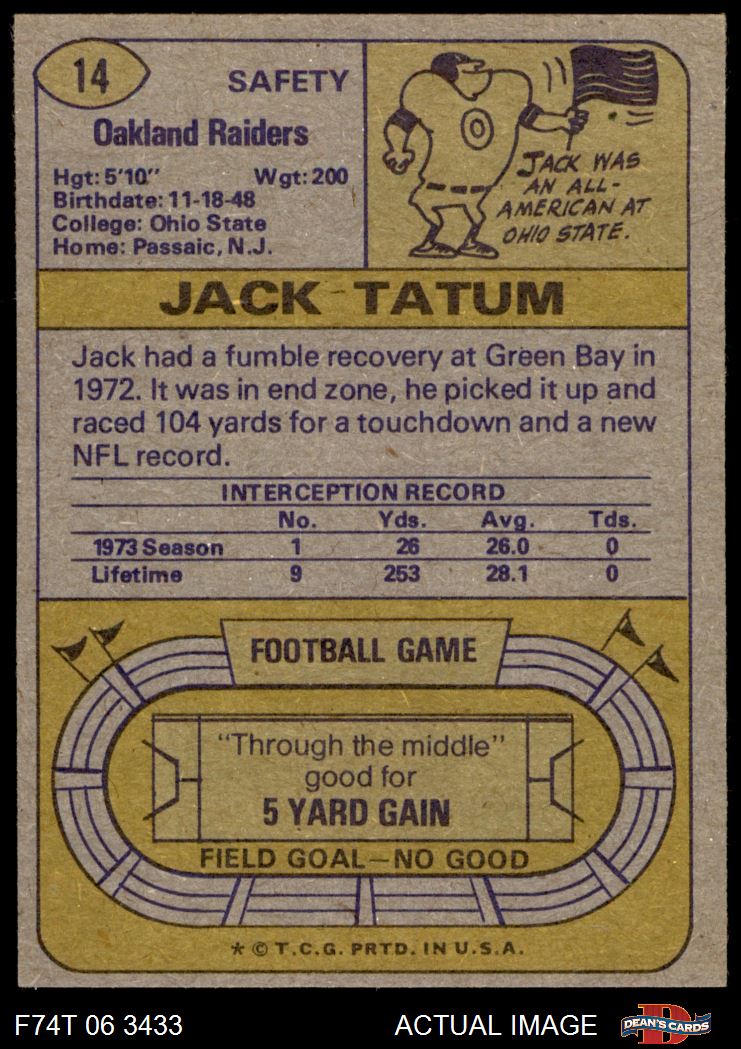 14
SAFETY
Oakland Raiders
Hgt: 5'10" Wgt: 200
Birthdate: 11-18-48
College: Ohio State
Home: Passaic, N.J.
JACK WAS
AN ALL-
AMERICAN AT
OHIO STATE.
JACK TATUM
Jack had a fumble recovery at Green Bay in
1972. It was in end zone, he picked it up and
raced 104 yards for a touchdown and a new
NFL record.
INTERCEPTION RECORD
No. Yds. Avg. Tds.
1973 Season 1 26 26.0 0
Lifetime 9 253 28.1 0
FOOTBALL GAME
"Through the middle"
good for
5 YARD GAIN
FIELD GOAL—NO GOOD
* © T.C.G. PRTD. IN U.S.A.
F74T 06 3433 ACTUAL IMAGE D DEAN'S CARDS